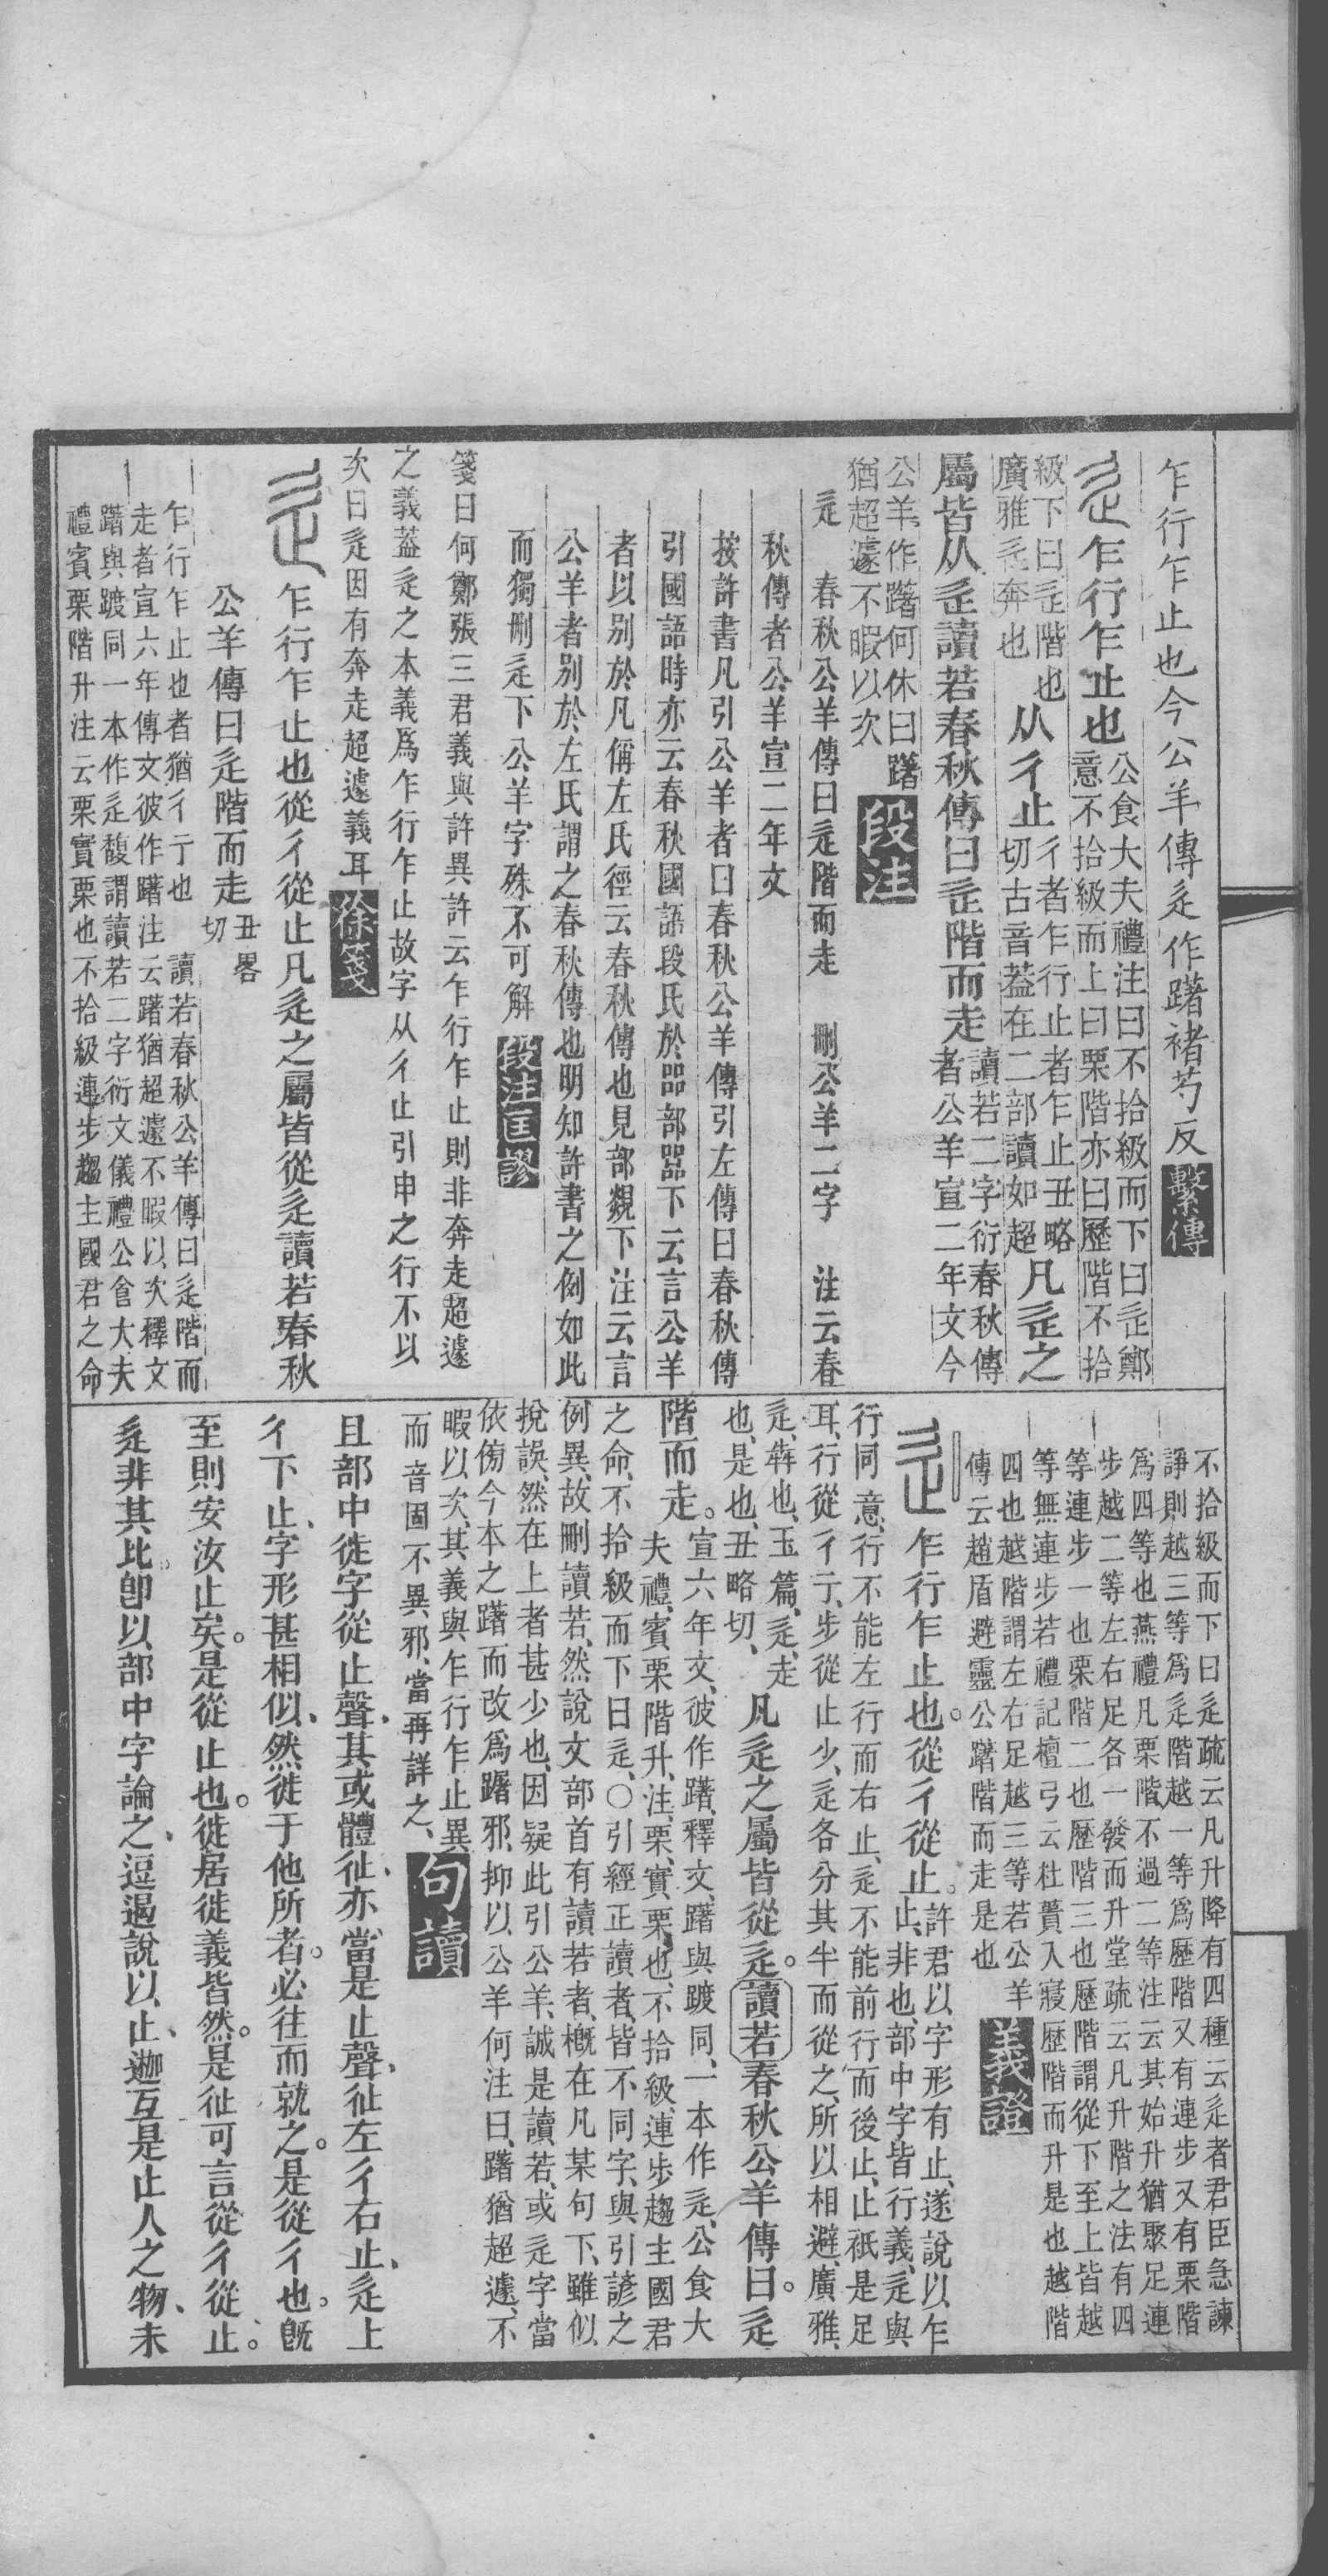 乍行乍止也今公羊傳辵作躇褚芍反繫傳
辵乍行乍止也公食大夫禮注曰不拾級而下曰辵鄭
意不拾級而上曰栗階亦曰歷階不拾
級下曰辵階也
廣雅辵奔也从彳止彳者乍行止者乍止丑略
切古音蓋在二部讀如超凡辵之
屬皆从辵讀若春秋傳曰辵階而走讀若二字衍春秋傳
者公羊宣二年文今
公羊作躇何休曰躇
猶超遽不暇以次段注
辵 春秋公羊傳曰辵階而走 刪公羊二字 注云春
秋傳者公羊宣二年文
按許書凡引公羊者曰春秋公羊傳引左傳曰春秋傳
引國語時亦云春秋國語段氏於㗊部嚚下云言公羊
者以別於凡偁左氏徑云春秋傳也見部覢下注云言
公羊者別於左氏謂之春秋傳也明知許書之例如此
而獨刪辵下公羊字殊不可解段注匡謬
箋曰何鄭張三君義與許異許云乍行乍止則非奔走超遽
之義葢辵之本義爲乍行乍止故字从彳止引申之行不以
次曰辵因有奔走超遽義耳徐箋
辵乍行乍止也從彳從止凡辵之屬皆從辵讀若春秋
公羊傳曰辵階而走丑畧
切
乍行乍止也者猶彳亍也 讀若春秋公羊傳曰辵階而
走者宣六年傳文彼作躇注云躇猶超遽不暇以次釋文
躇與踱同一本作辵馥謂讀若二字衍文儀禮公食大夫
禮賓栗階升注云栗實栗也不拾級連步趨主國君之命
不拾級而下曰辵疏云凡升降有四種云辵者君臣急諫
諍則越三等爲辵階越一等爲歷階又有連步又有栗階
爲四等也燕禮凡栗階不過二等注云其始升猶聚足連
步越二等左右足各一發而升堂疏云凡升階之法有四
等連步一也栗階二也歷階三也歷階謂從下至上皆越
等無連步若禮記檀弓云杜蕢入寢歷階而升是也越階
四也越階謂左右足越三等若公羊
傳云趙盾避靈公躇階而走是也義證
辵乍行乍止也。從彳從止。許君以字形有止、遂說以乍
止、非也、部中字皆行義、辵與
行同意、行不能左行而右止、辵不能前行而後止、止祇是足
耳、行從彳亍、步從止少、辵各分其半而從之、所以相避、廣雅、
辵、犇也、玉篇、辵、走
也、是也、丑略切、凡辵之屬皆從辵。讀若春秋公羊傳曰。辵
階而走。宣六年文、彼作躇、釋文、躇與踱同、一本作辵、公食大
夫禮、賓栗階升、注、栗、實栗也、不拾級、連步趨主國君
之命、不拾級而下曰辵、○引經正讀者、皆不同字、與引諺之
例異、故刪讀若、然說文部首有讀若者、槪在凡某句下、雖似
挩誤、然在上者甚少也、因疑此引公羊、誠是讀若、或辵字當
依俗今本之躇而改爲躇邪、抑以公羊何注曰、躇猶超遽、不
暇以次、其義與乍行乍止異、
而音固不異邪、當再詳之、句讀
且部中徙字從止聲、其或體𢓊、亦當是止聲、𢓊左彳右止、辵上
彳下止、字形甚相似、然徙于他所者。必往而就之。是從彳也。旣
至則安汝止矣。是從止也。徙居徙義皆然。是𢓊可言從彳從止。
辵非其比。卽以部中字論之、逗遏說以止、迦互是止人之物、未